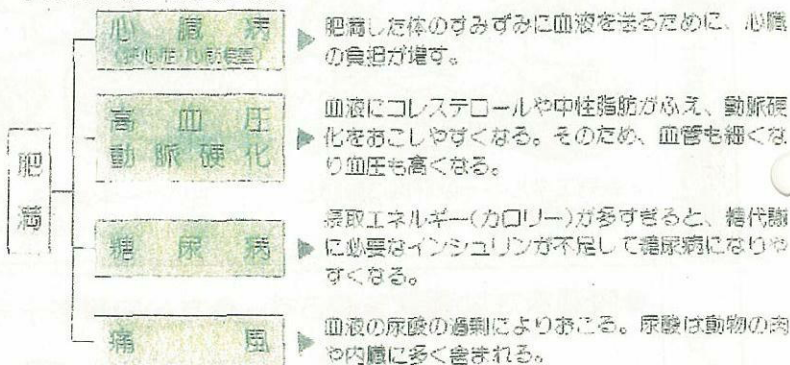 肥満
心臓病
(狭心症・心筋梗塞)
肥満した体のすみずみに血液を送るために、心臓
の負担が増す。
高血圧
動脈硬化
血液にコレステロールや中性脂肪がふえ、動脈硬
化をおこしやすくなる。そのため、血管も細くな
り血圧も高くなる。
糖尿病
摂取エネルギー(カロリー)が多すぎると、糖代謝
に必要なインシュリンが不足して糖尿病になりや
すくなる。
痛風
血液の尿酸の過剰によりおこる。尿酸は動物の肉
や内臓に多く含まれる。